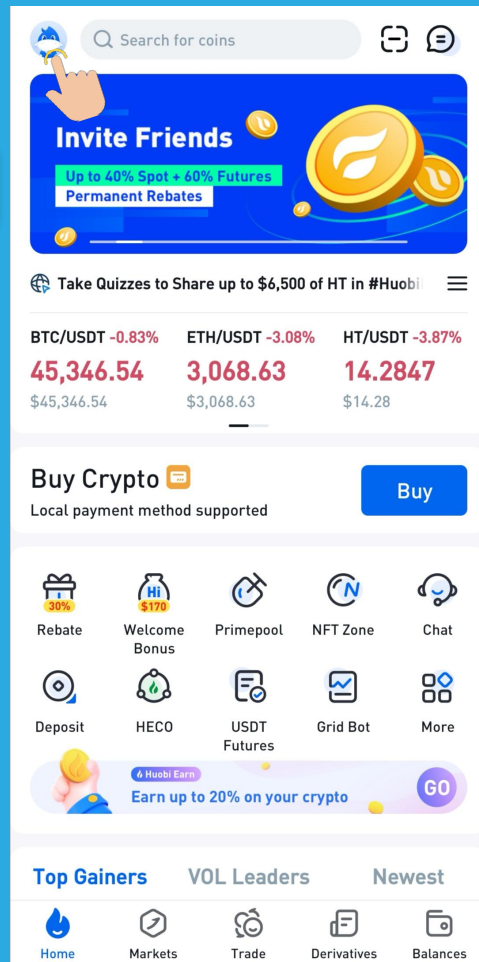 Search for coins
Invite Friends
Up to 40% Spot + 60% Futures
Permanent Rebates
Take Quizzes to Share up to $6,500 of HT in #Huobi
BTC/USDT -0.83% ETH/USDT -3.08% HT/USDT -3.87%
45,346.54 3,068.63 14.2847
$45,346.54 $3,068.63 $14.28
Buy Crypto
Local payment method supported
Buy
30% Hi
$170
Rebate Welcome Primepool NFT Zone Chat
Bonus
Deposit HECO USDT Grid Bot More
Futures
Huobi Earn
Earn up to 20% on your crypto GO
Top Gainers VOL Leaders Newest
Home Markets Trade Derivatives Balances